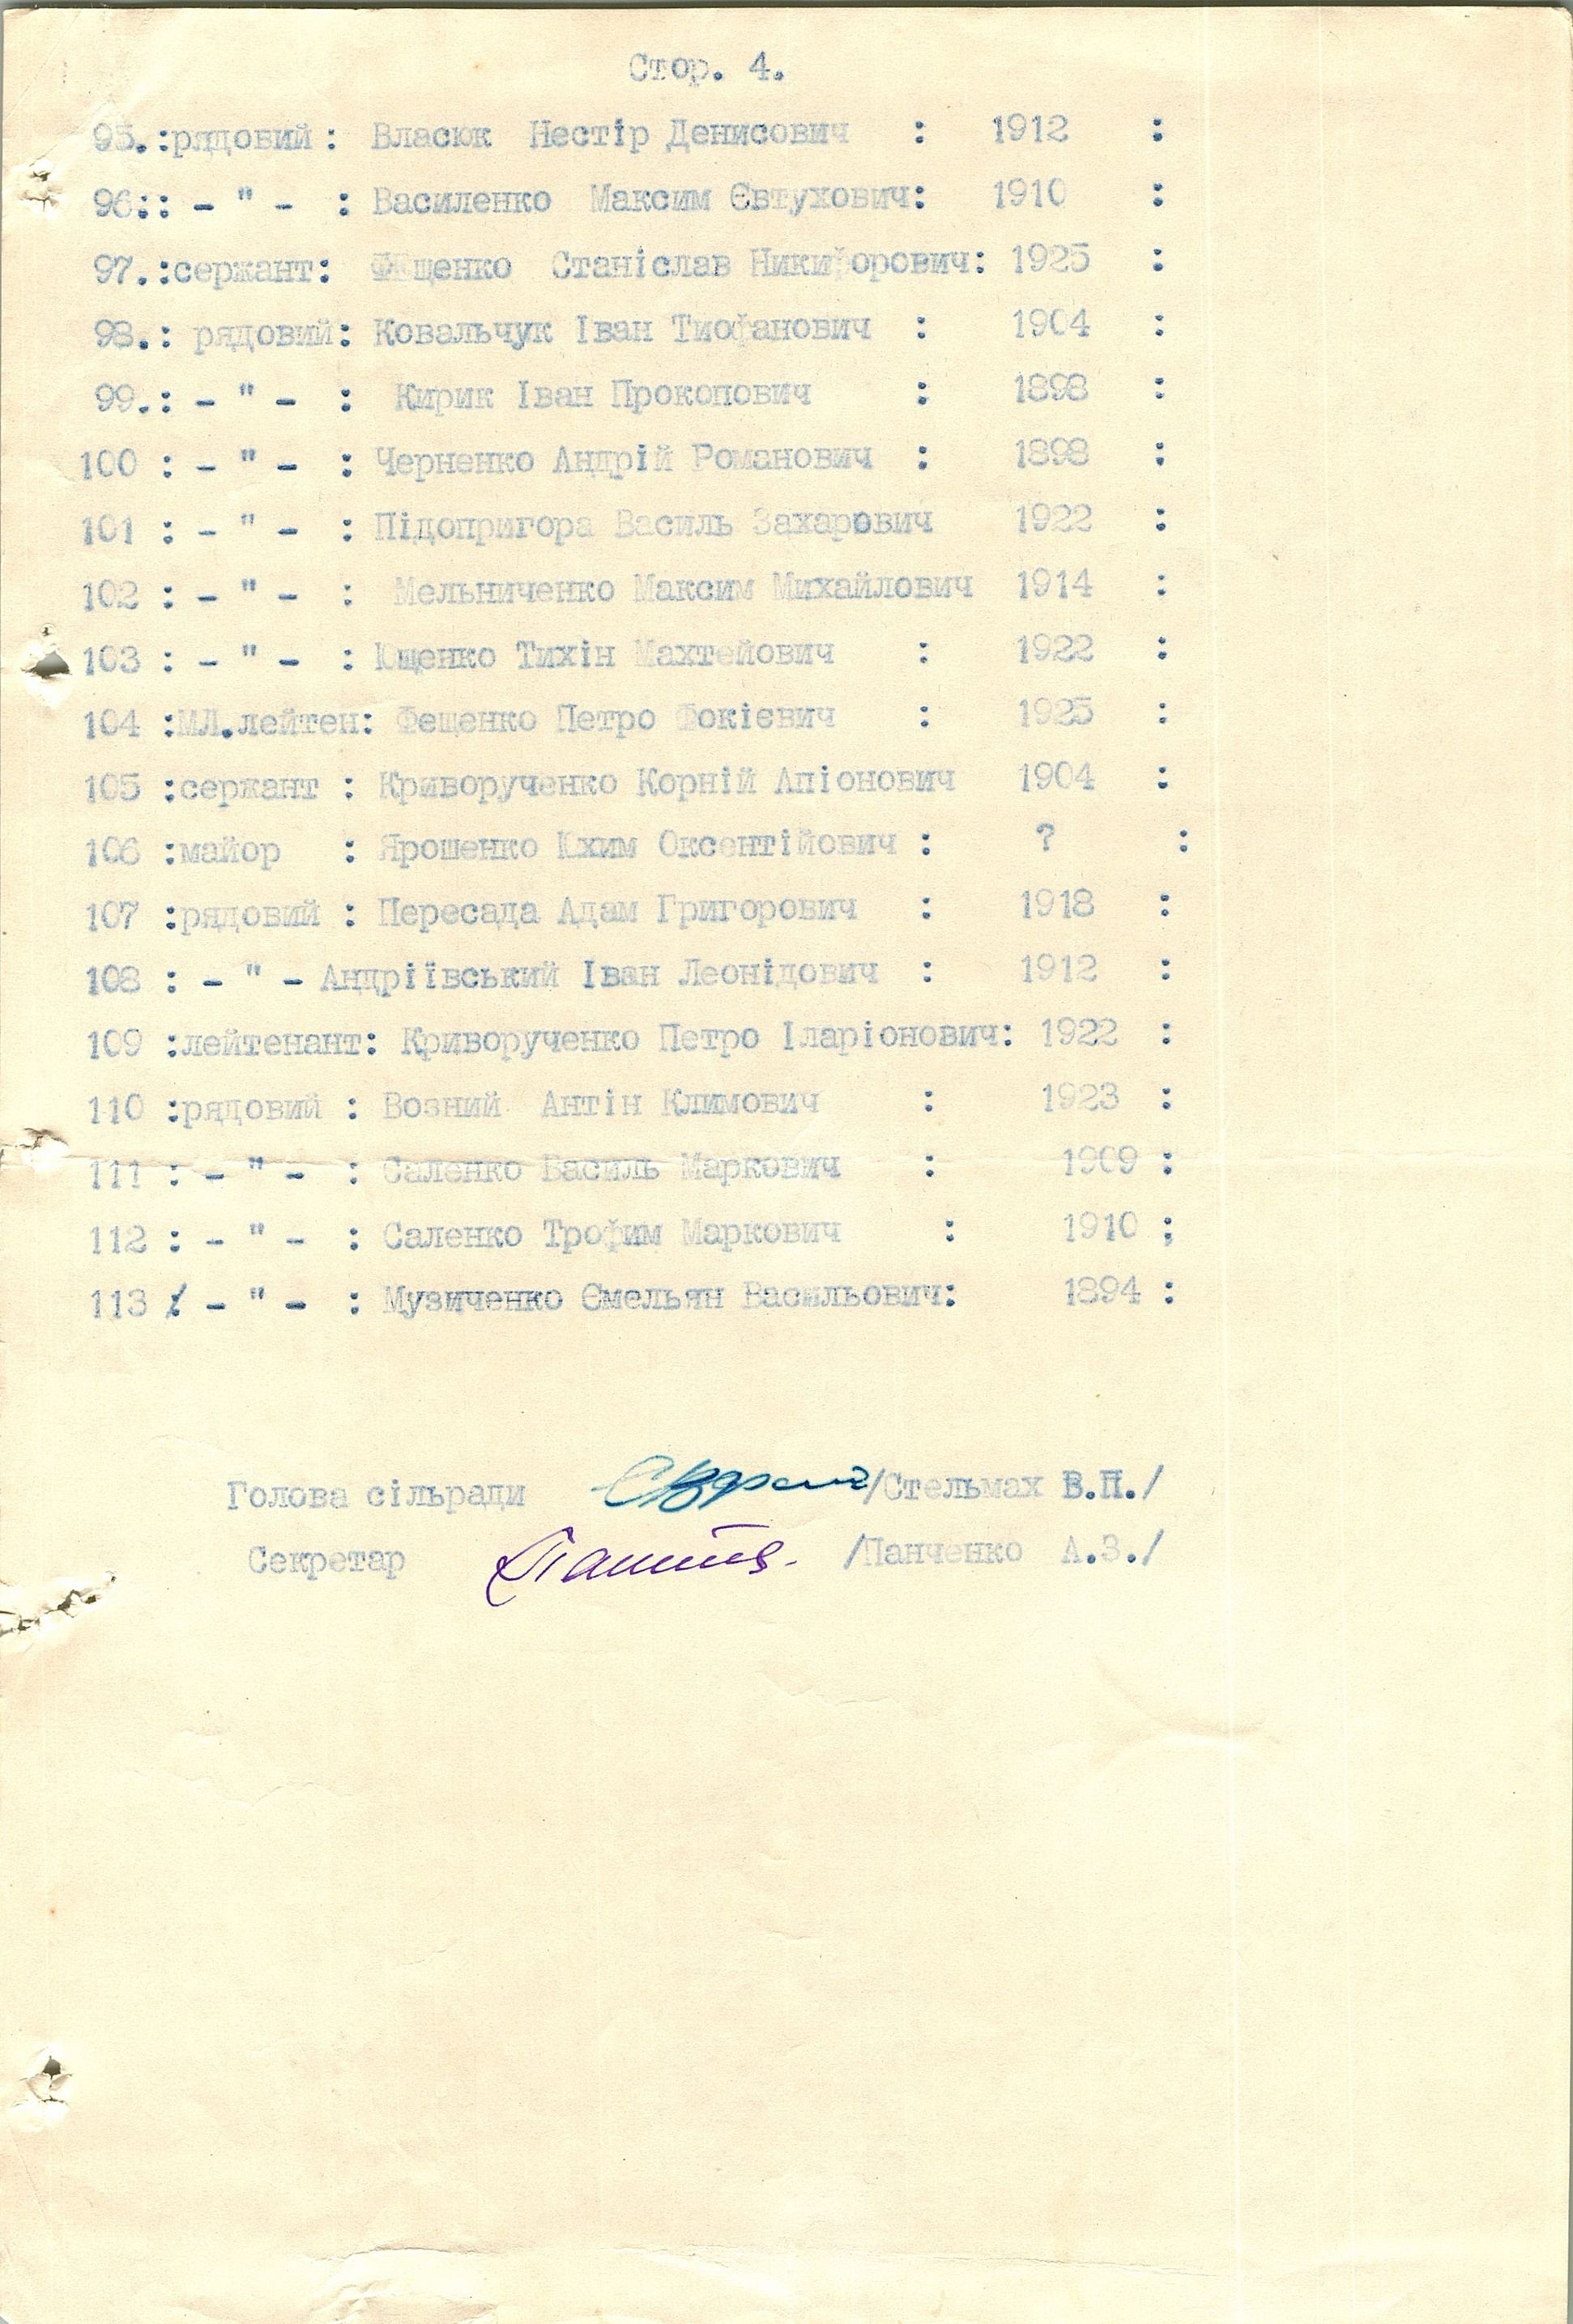 Стор. 4.
95. :рядовий : Власюк Нестір Денисович : 1912 :
96:: - " - : Василенко Максим Євтухович: 1910 :
97. :сержант: Станіслав Никифорович: 1925 :
98. : рядовий: Ковальчук Іван Тиофанович : 1904 :
99. : - " - : Кирик Іван Прокопович : 1898 :
100 : - " - : Черненко Андрій Романович : 1898 :
101 : - " - : Підопригора Василь Захарович 1922 :
102 : - " - : Мельниченко Максим Михайлович 1914 :
103 : - " - : Ющенко Тихін Махтейович : 1922 :
104 :МЛ.лейтен: Фещенко Петро Фокієвич : 1925 :
105 :сержант : Криворученко Корній Апіонович 1904 :
106 :майор : Ярошенко Юхим Оксентійович : ? :
107 :рядовий : Пересада Адам Григорович : 1918 :
108 : - " - Андріївський Іван Леонідович : 1912 :
109 :лейтенант: Криворученко Петро Іларіонович: 1922 :
110 :рядовий : Возний Антін Климович : 1923 :
111 : - " - : Саленко Василь Маркович : 1909 :
112 : - " - : Саленко Трофим Маркович : 1910 ;
113 : - " - : Музиченко Ємельян Васильович: 1894 :
Голова сільради /Стельмах В.П./
Секретар /Панченко А.З./